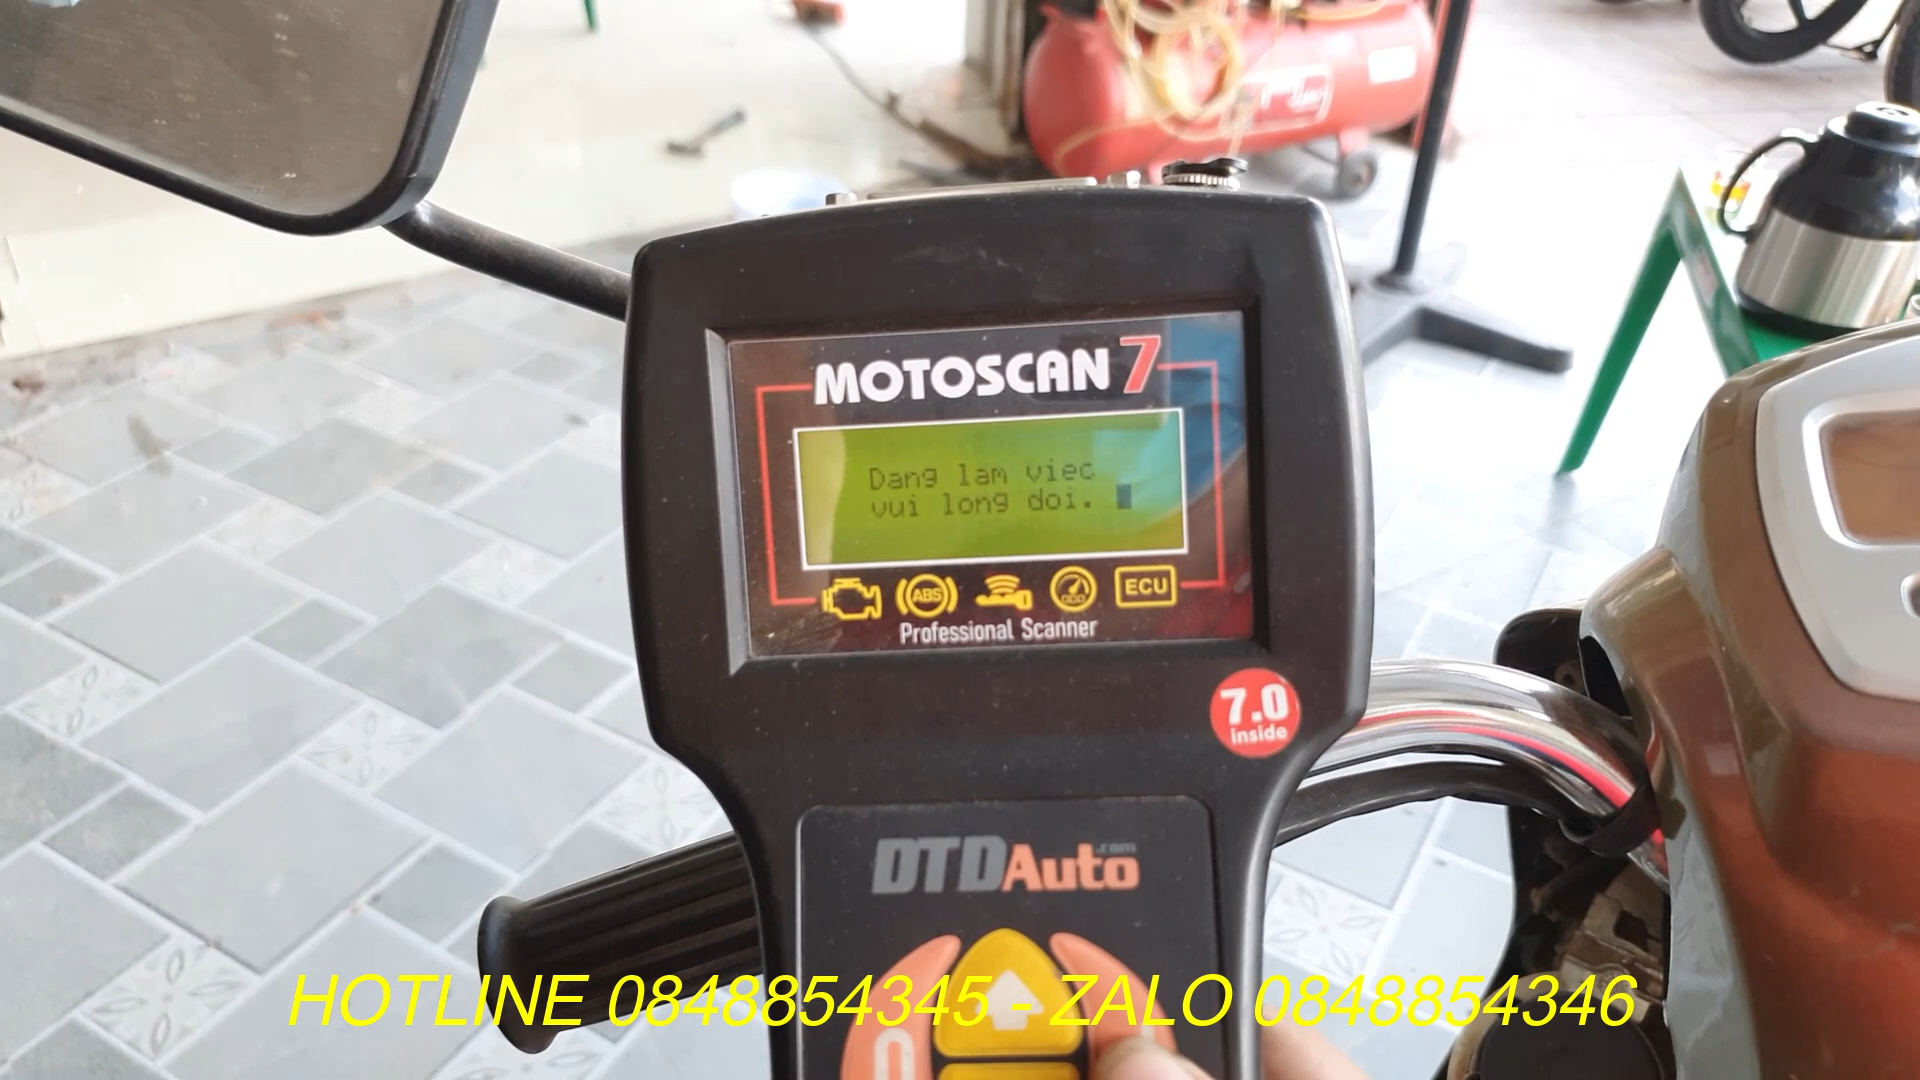 MOTOSCAN 7
Dang lam viec
vui long doi.
ABS
ECU
Professional Scanner
7.0
inside
DTDAuto.com
HOTLINE 0848854345 - ZALO 0848854346